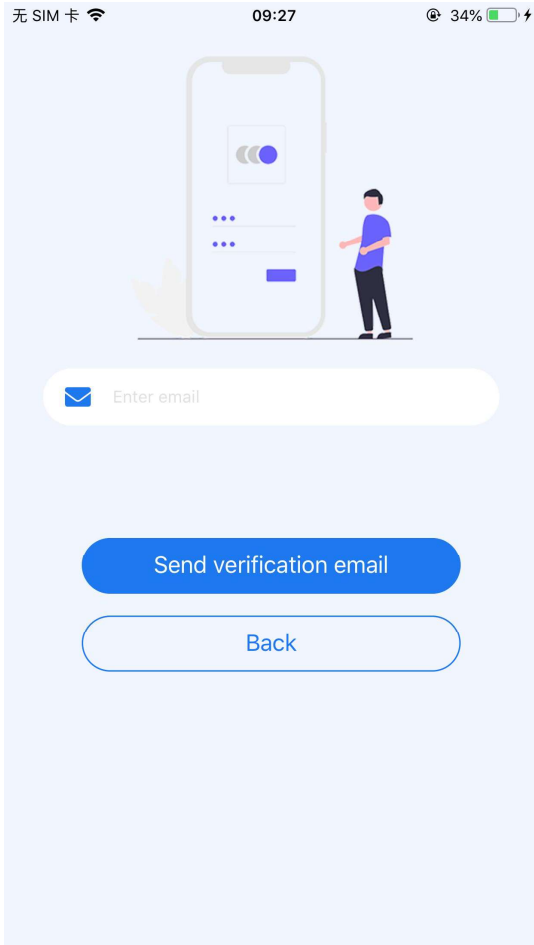 无 SIM 卡 09:27 34%
Enter email
Send verification email
Back